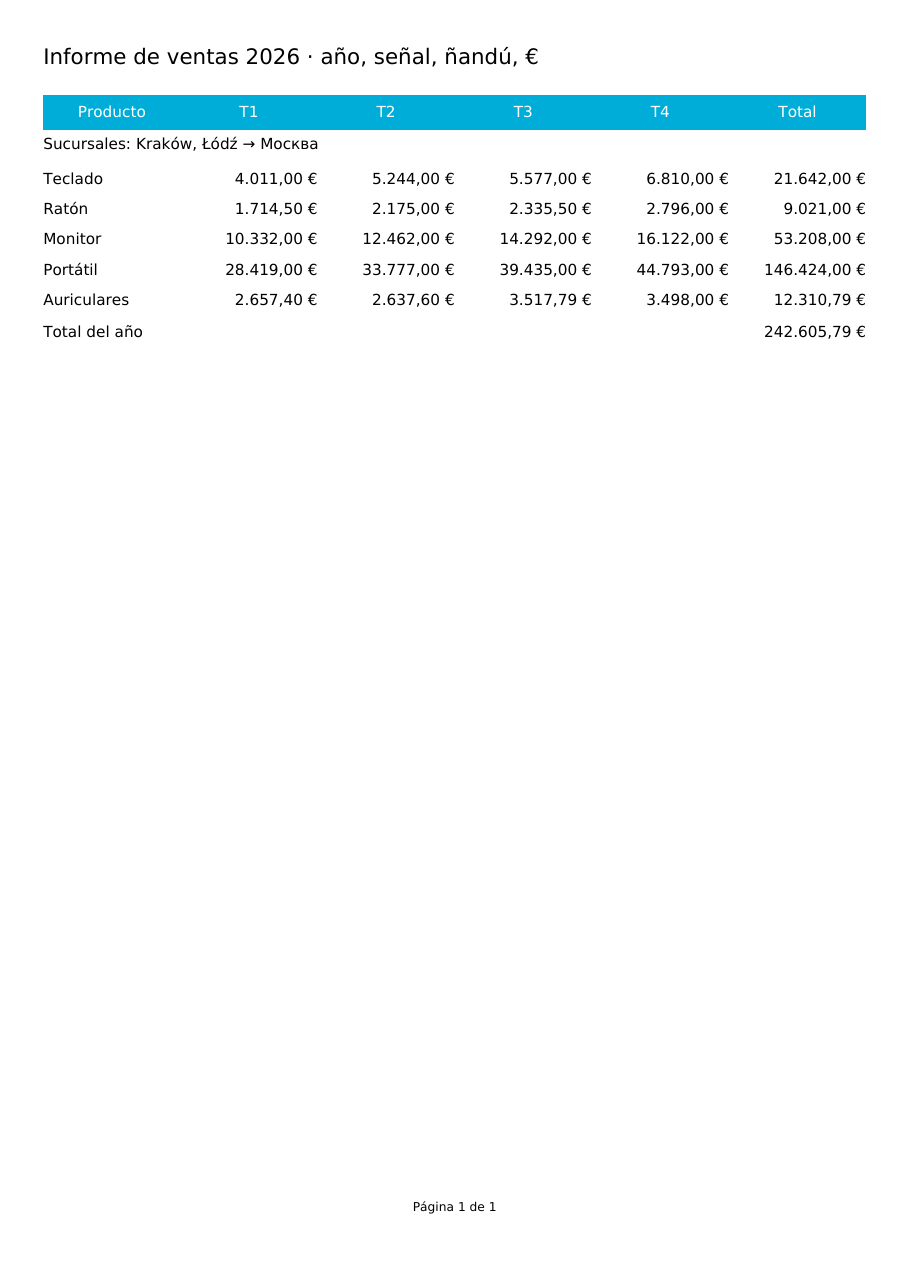 Informe de ventas 2026 · año, señal, ñandú, €
Producto T1 T2 T3 T4 Total
Sucursales: Kraków, Łódź → Москва
Teclado 4.011,00 € 5.244,00 € 5.577,00 € 6.810,00 € 21.642,00 €
Ratón 1.714,50 € 2.175,00 € 2.335,50 € 2.796,00 € 9.021,00 €
Monitor 10.332,00 € 12.462,00 € 14.292,00 € 16.122,00 € 53.208,00 €
Portátil 28.419,00 € 33.777,00 € 39.435,00 € 44.793,00 € 146.424,00 €
Auriculares 2.657,40 € 2.637,60 € 3.517,79 € 3.498,00 € 12.310,79 €
Total del año 242.605,79 €
Página 1 de 1